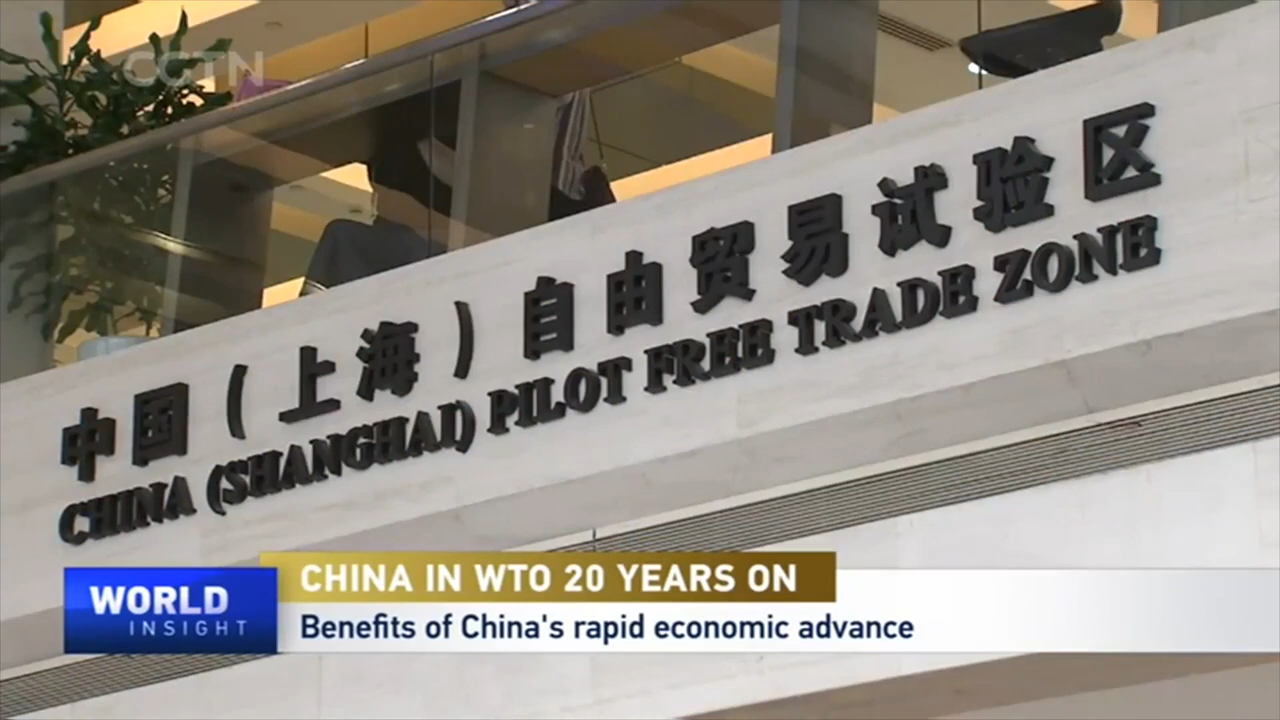 CGTN
中国（上海）自由贸易试验区
CHINA (SHANGHAI) PILOT FREE TRADE ZONE
CHINA IN WTO 20 YEARS ON
WORLD INSIGHT
Benefits of China's rapid economic advance